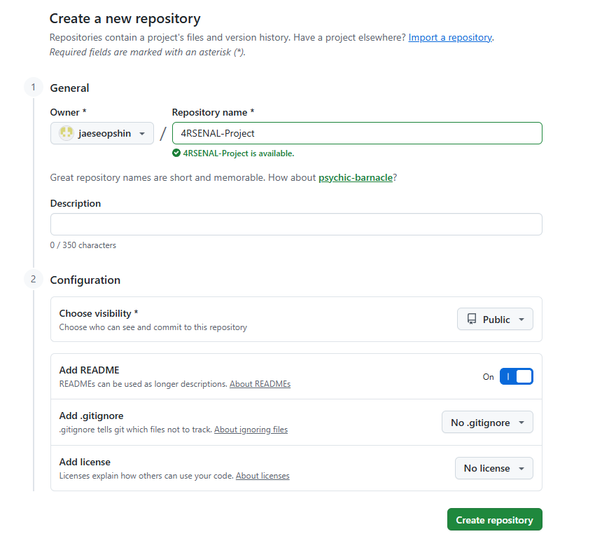 Create a new repository
Repositories contain a project's files and version history. Have a project elsewhere? Import a repository.
Required fields are marked with an asterisk (*).
1 General
Owner * Repository name *
jaeseopshin / 4RSENAL-Project
4RSENAL-Project is available.
Great repository names are short and memorable. How about psychic-barnacle?
Description
0 / 350 characters
2 Configuration
Choose visibility * Public
Choose who can see and commit to this repository
Add README
READMEs can be used as longer descriptions. About READMEs
On
Add .gitignore
.gitignore tells git which files not to track. About ignoring files
No .gitignore
Add license
Licenses explain how others can use your code. About licenses
No license
Create repository